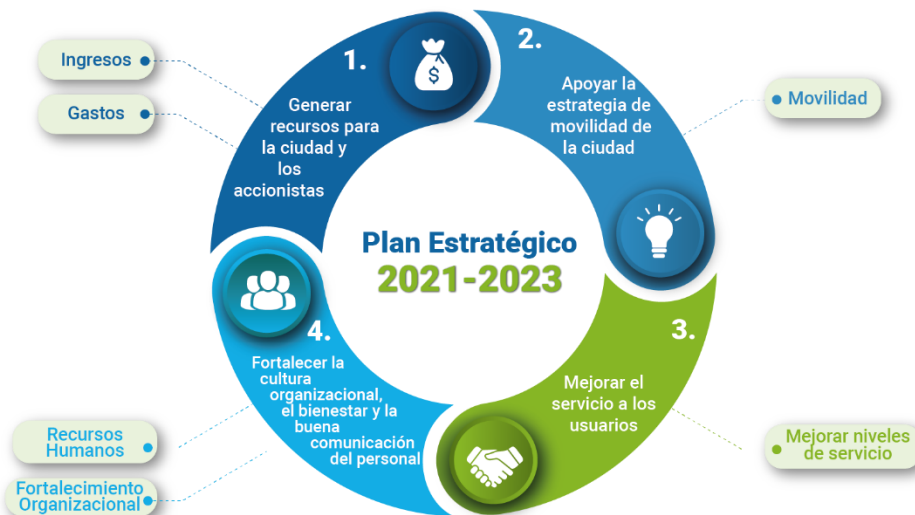 Ingresos
Gastos
1.
Generar
recursos para
la ciudad y
los
accionistas
$
2.
Apoyar la
estrategia de
movilidad de
la ciudad
Movilidad
Plan Estratégico
2021-2023
3.
Mejorar el
servicio a los
usuarios
Mejorar niveles
de servicio
4.
Fortalecer la
cultura
organizacional,
el bienestar y la
buena
comunicación
del personal
Recursos
Humanos
Fortalecimiento
Organizacional